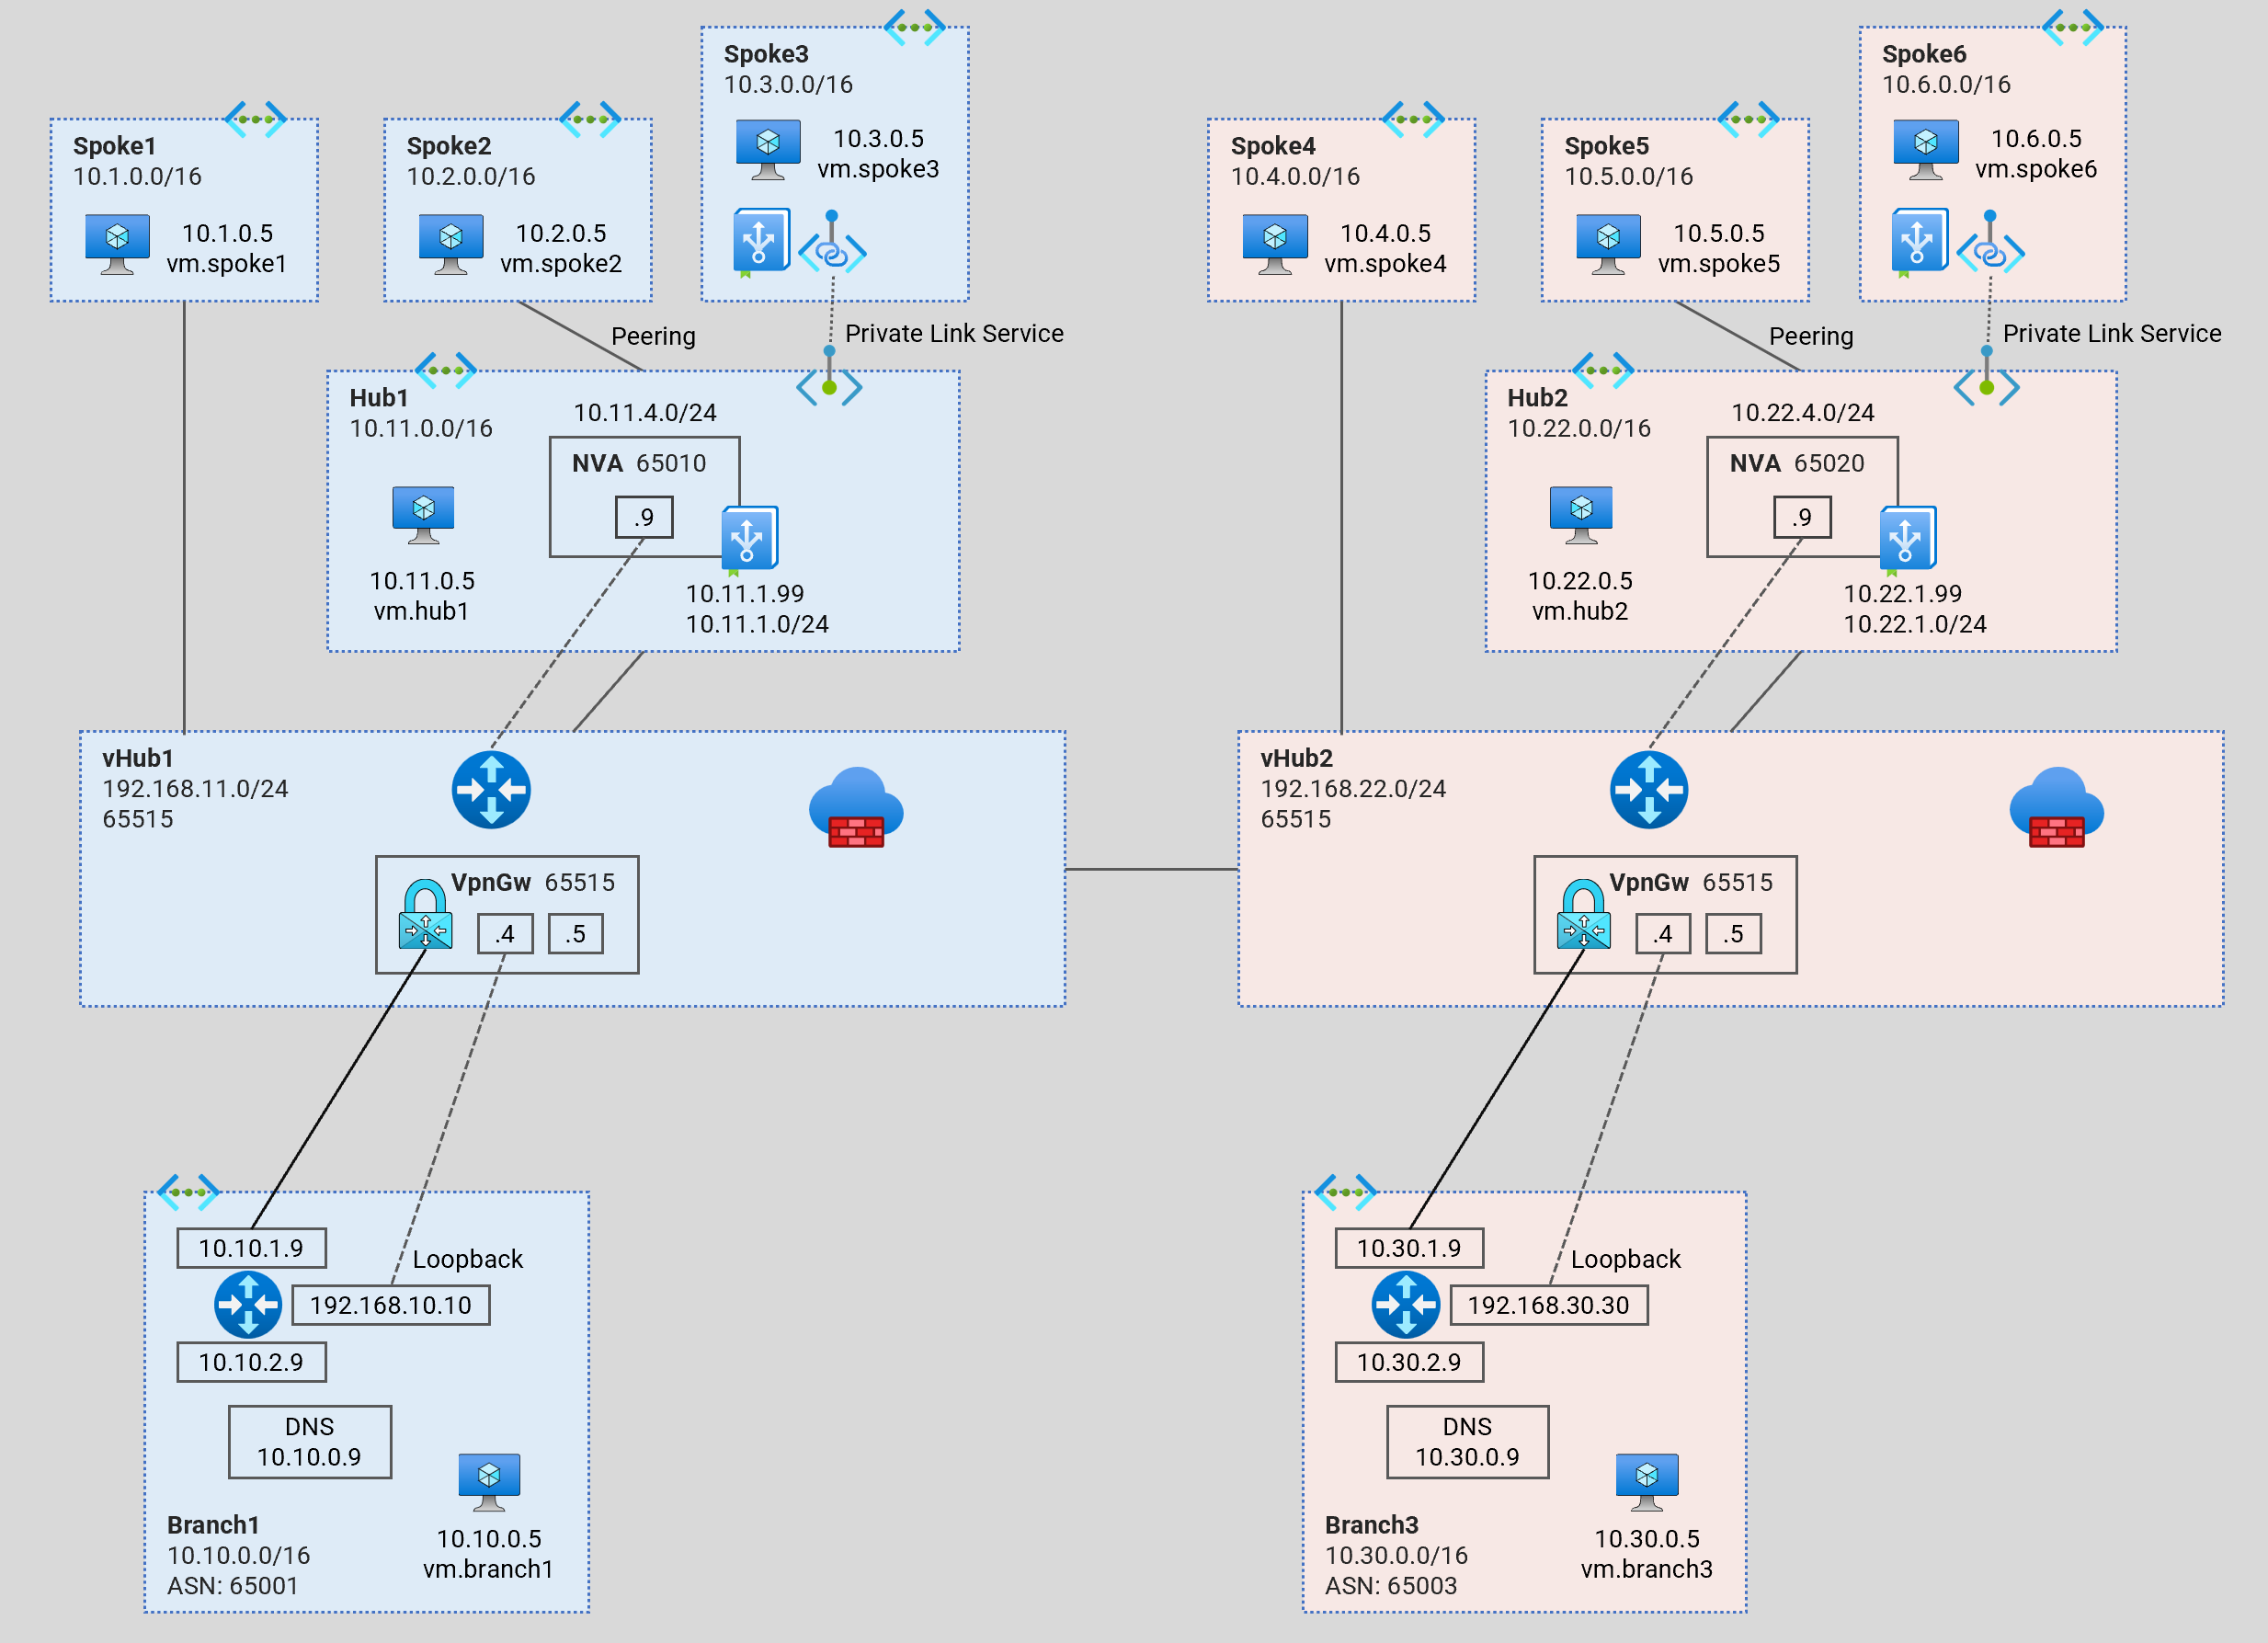 Spoke3
10.3.0.0/16
10.3.0.5
vm.spoke3
Spoke6
10.6.0.0/16
10.6.0.5
vm.spoke6
Spoke1
10.1.0.0/16
10.1.0.5
vm.spoke1
Spoke2
10.2.0.0/16
10.2.0.5
vm.spoke2
Spoke4
10.4.0.0/16
10.4.0.5
vm.spoke4
Spoke5
10.5.0.0/16
10.5.0.5
vm.spoke5
Peering
Private Link Service
Peering
Private Link Service
Hub1
10.11.0.0/16
10.11.4.0/24
NVA 65010
.9
10.11.0.5
vm.hub1
10.11.1.99
10.11.1.0/24
Hub2
10.22.0.0/16
10.22.4.0/24
NVA 65020
.9
10.22.0.5
vm.hub2
10.22.1.99
10.22.1.0/24
vHub1
192.168.11.0/24
65515
VpnGw 65515
.4
.5
vHub2
192.168.22.0/24
65515
VpnGw 65515
.4
.5
10.10.1.9
Loopback
192.168.10.10
10.10.2.9
DNS
10.10.0.9
Branch1
10.10.0.0/16
ASN: 65001
10.10.0.5
vm.branch1
10.30.1.9
Loopback
192.168.30.30
10.30.2.9
DNS
10.30.0.9
Branch3
10.30.0.0/16
ASN: 65003
10.30.0.5
vm.branch3